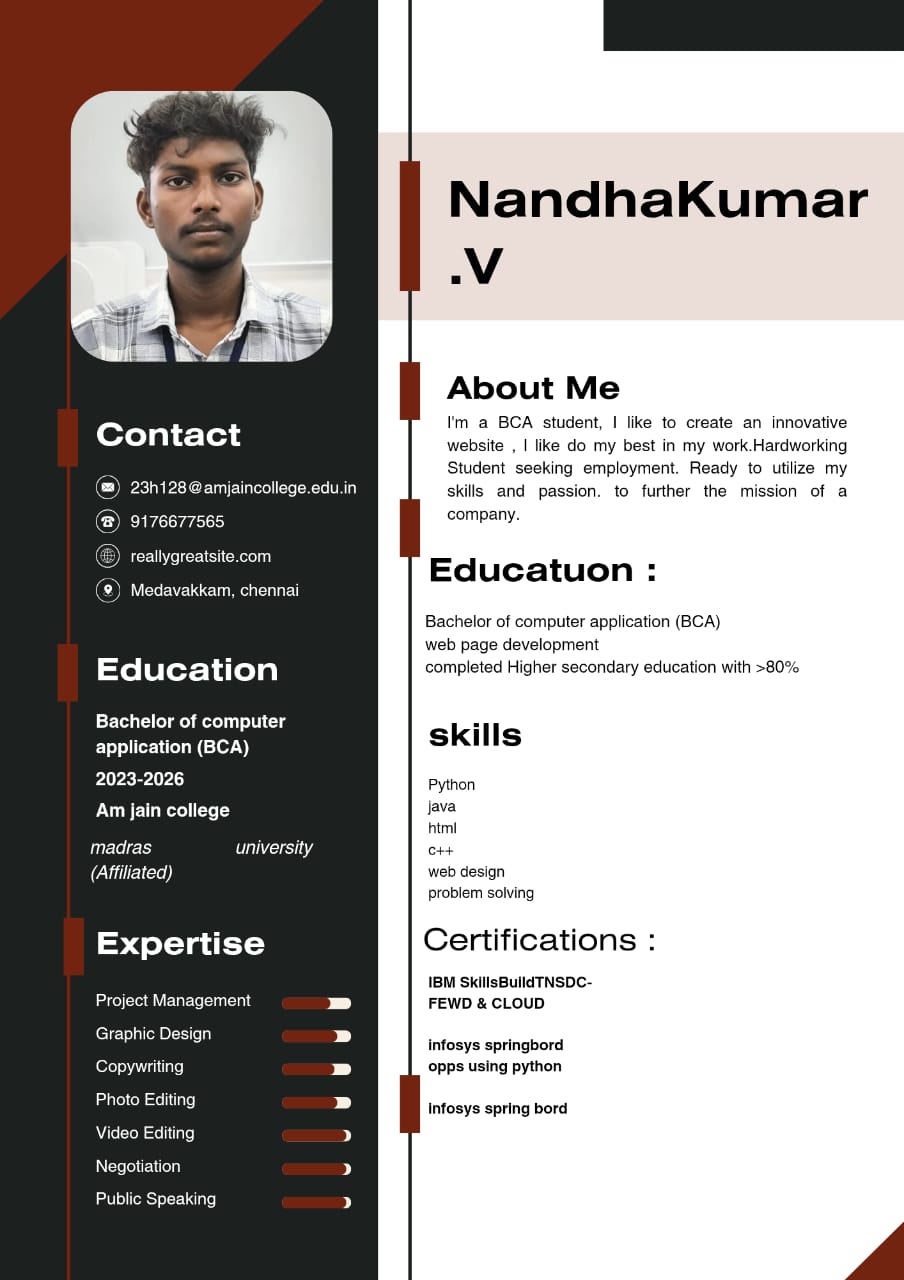 NandhaKumar
.V
Contact
23h128@amjaincollege.edu.in
9176677565
reallygreatsite.com
Medavakkam, chennai
Education
Bachelor of computer
application (BCA)
2023-2026
Am jain college
madras university
(Affiliated)
Expertise
Project Management
Graphic Design
Copywriting
Photo Editing
Video Editing
Negotiation
Public Speaking
About Me
I'm a BCA student, I like to create an innovative
website , I like do my best in my work.Hardworking
Student seeking employment. Ready to utilize my
skills and passion. to further the mission of a
company.
Educatuon :
Bachelor of computer application (BCA)
web page development
completed Higher secondary education with >80%
skills
Python
java
html
c++
web design
problem solving
Certifications :
IBM SkillsBuildTNSDC-
FEWD & CLOUD
infosys springbord
opps using python
infosys spring bord